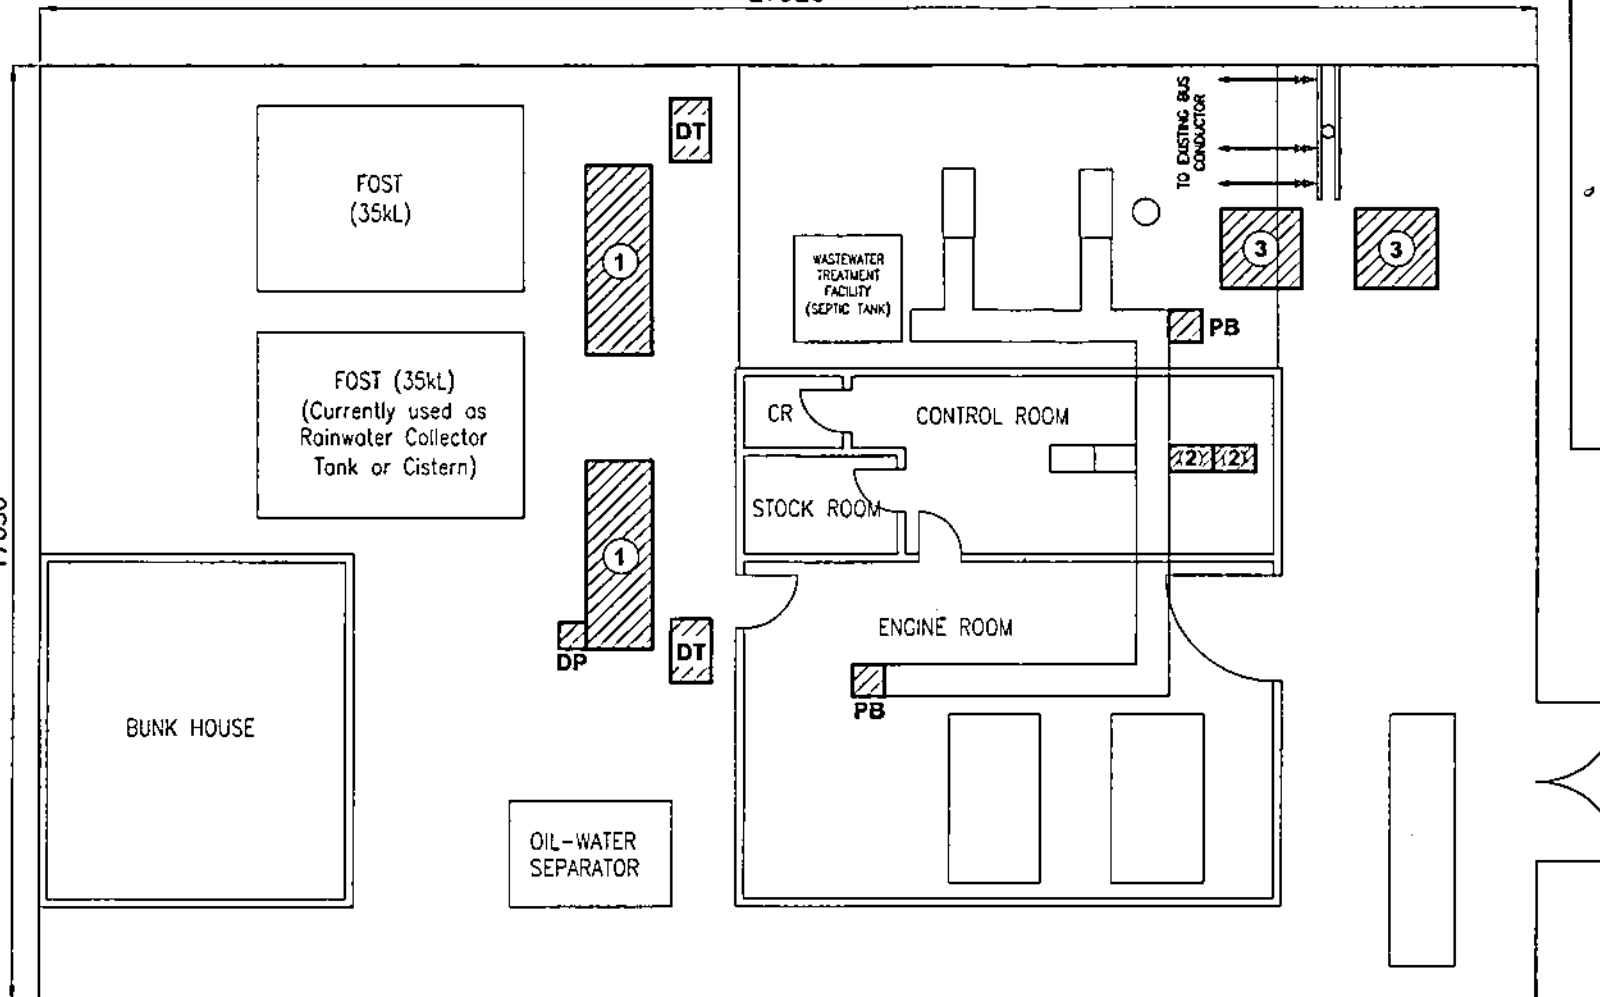 TO EXISTING BUS
CONDUCTOR
DT
FOST
(35kL)
1
3
3
WASTEWATER
TREATMENT
FACILITY
(SEPTIC TANK)
PB
FOST (35kL)
(Currently used as
Rainwater Collector
Tank or Cistern)
CR
CONTROL ROOM
(2)
(2)
STOCK ROOM
1
ENGINE ROOM
DP
DT
PB
BUNK HOUSE
OIL-WATER
SEPARATOR